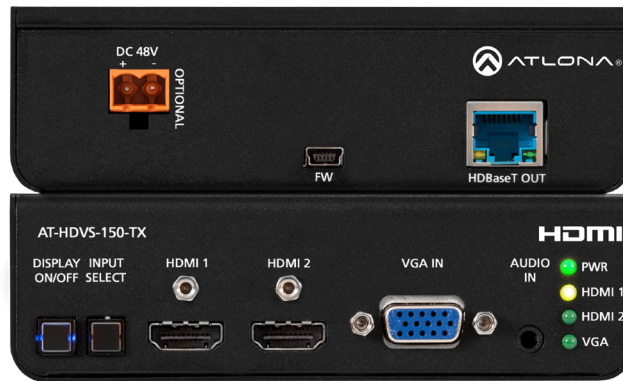 DC 48V
+ -
OPTIONAL
ATLONA®
FW
HDBaseT OUT
AT-HDVS-150-TX
HDMI
DISPLAY ON/OFF
INPUT SELECT
HDMI 1
HDMI 2
VGA IN
AUDIO IN
PWR
HDMI 1
HDMI 2
VGA